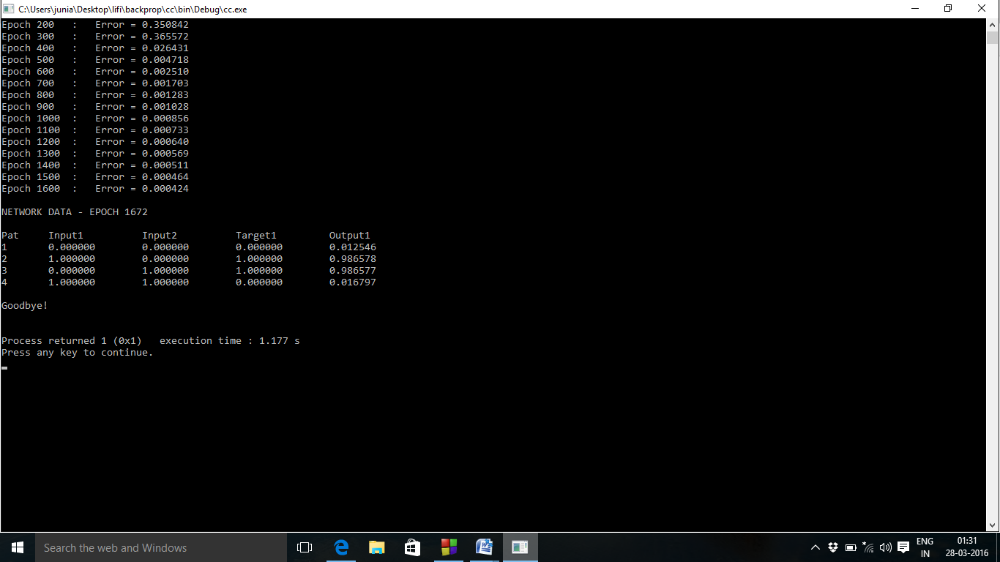 C:\Users\junia\Desktop\lifi\backprop\cc\bin\Debug\cc.exe
Epoch 200   :   Error = 0.350842
Epoch 300   :   Error = 0.365572
Epoch 400   :   Error = 0.026431
Epoch 500   :   Error = 0.004718
Epoch 600   :   Error = 0.002510
Epoch 700   :   Error = 0.001703
Epoch 800   :   Error = 0.001283
Epoch 900   :   Error = 0.001028
Epoch 1000  :   Error = 0.000856
Epoch 1100  :   Error = 0.000733
Epoch 1200  :   Error = 0.000640
Epoch 1300  :   Error = 0.000569
Epoch 1400  :   Error = 0.000511
Epoch 1500  :   Error = 0.000464
Epoch 1600  :   Error = 0.000424
NETWORK DATA - EPOCH 1672
Pat     Input1          Input2          Target1         Output1
1       0.000000        0.000000        0.000000        0.012546
2       1.000000        0.000000        1.000000        0.986578
3       0.000000        1.000000        1.000000        0.986577
4       1.000000        1.000000        0.000000        0.016797
Goodbye!
Process returned 1 (0x1)   execution time : 1.177 s
Press any key to continue.
Search the web and Windows
ENG
IN
01:31
28-03-2016